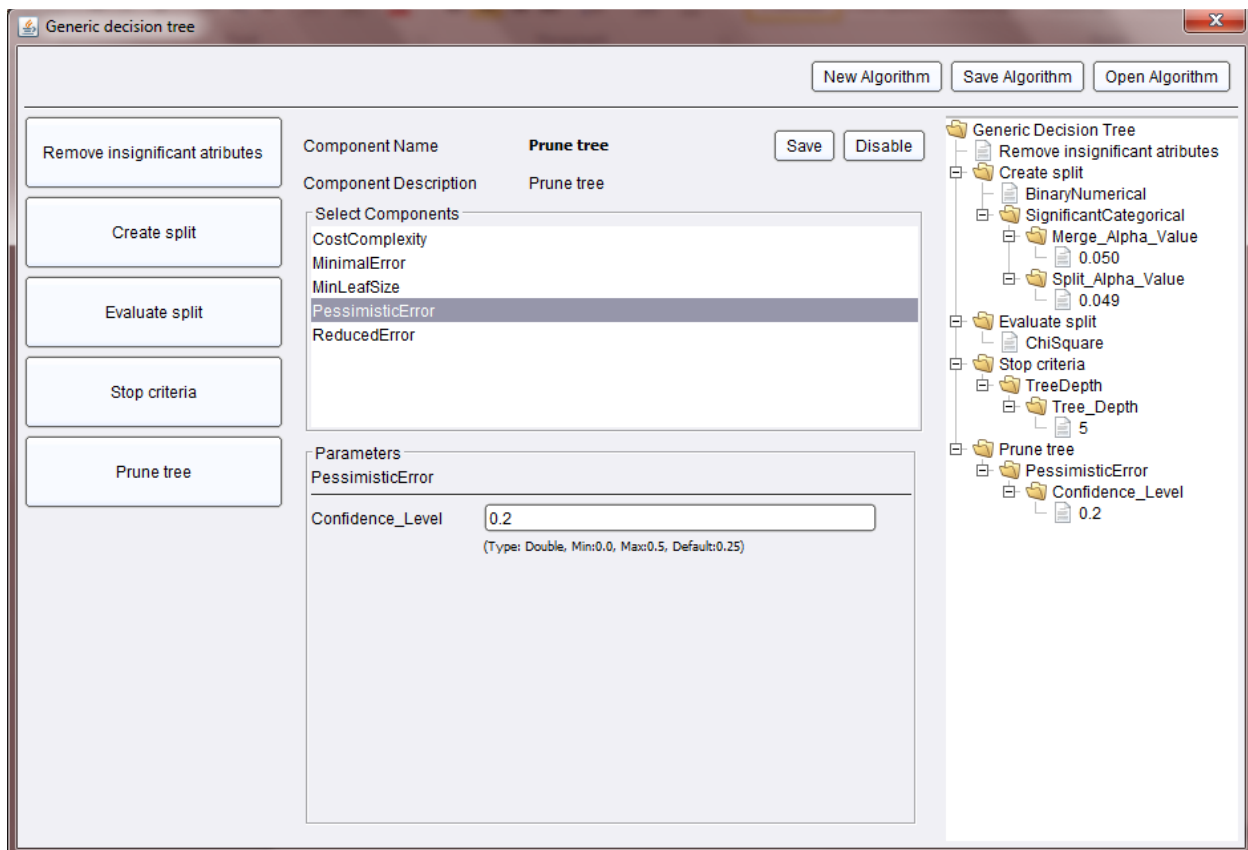 Generic decision tree
New Algorithm Save Algorithm Open Algorithm
Remove insignificant atributes
Create split
Evaluate split
Stop criteria
Prune tree
Component Name Prune tree Save Disable
Component Description Prune tree
Select Components
CostComplexity
MinimalError
MinLeafSize
PessimisticError
ReducedError
Parameters
PessimisticError
Confidence_Level 0.2
(Type: Double, Min:0.0, Max:0.5, Default:0.25)
Generic Decision Tree
Remove insignificant atributes
Create split
BinaryNumerical
SignificantCategorical
Merge_Alpha_Value
0.050
Split_Alpha_Value
0.049
Evaluate split
ChiSquare
Stop criteria
TreeDepth
Tree_Depth
5
Prune tree
PessimisticError
Confidence_Level
0.2